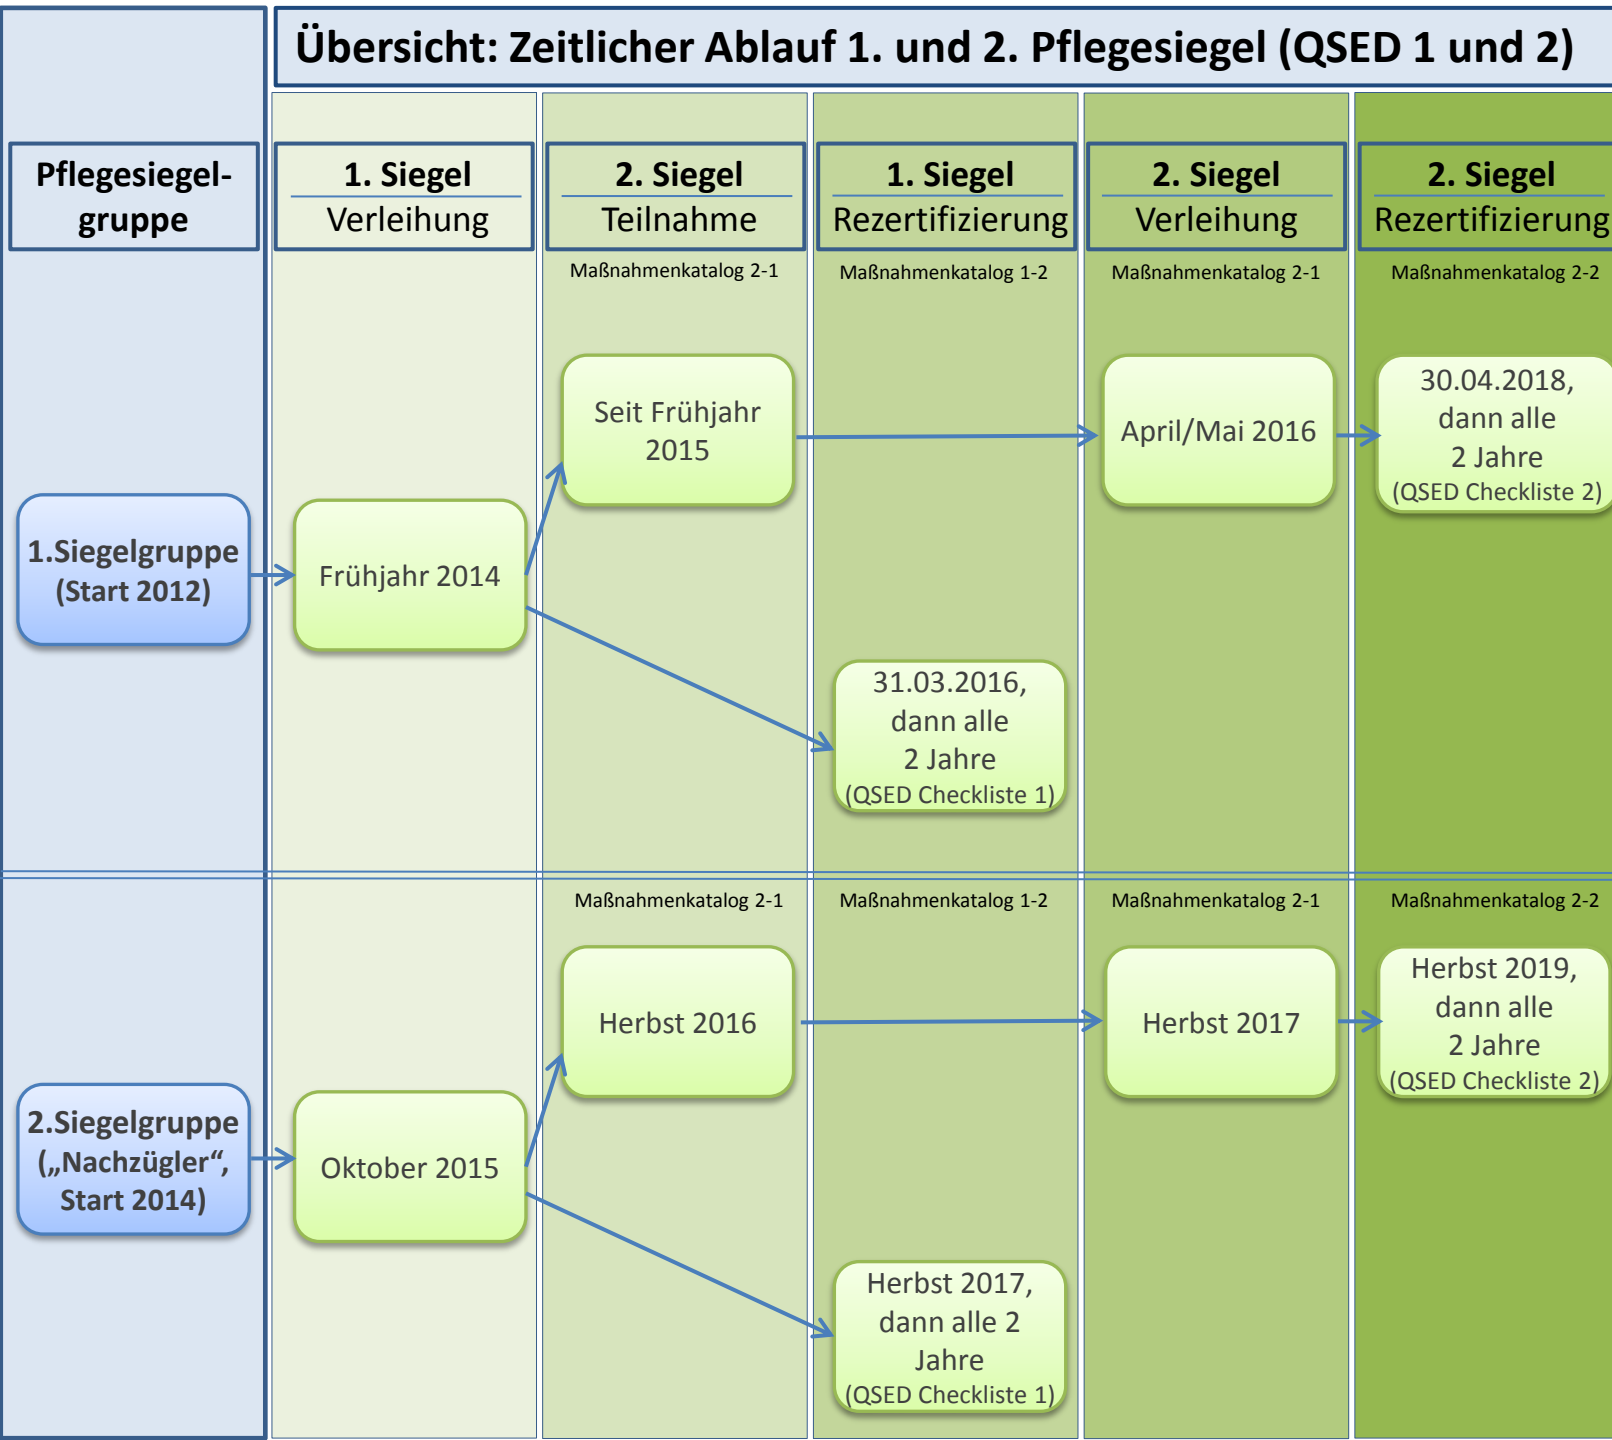 Übersicht: Zeitlicher Ablauf 1. und 2. Pflegesiegel (QSED 1 und 2)
Pflegesiegel-
gruppe
1. Siegel
Verleihung
2. Siegel
Teilnahme
1. Siegel
Rezertifizierung
2. Siegel
Verleihung
2. Siegel
Rezertifizierung
Maßnahmenkatalog 2-1
Maßnahmenkatalog 1-2
Maßnahmenkatalog 2-1
Maßnahmenkatalog 2-2
1.Siegelgruppe
(Start 2012)
Frühjahr 2014
Seit Frühjahr
2015
31.03.2016,
dann alle
2 Jahre
(QSED Checkliste 1)
April/Mai 2016
30.04.2018,
dann alle
2 Jahre
(QSED Checkliste 2)
Maßnahmenkatalog 2-1
Maßnahmenkatalog 1-2
Maßnahmenkatalog 2-1
Maßnahmenkatalog 2-2
2.Siegelgruppe
(„Nachzügler“,
Start 2014)
Oktober 2015
Herbst 2016
Herbst 2017,
dann alle 2
Jahre
(QSED Checkliste 1)
Herbst 2017
Herbst 2019,
dann alle
2 Jahre
(QSED Checkliste 2)